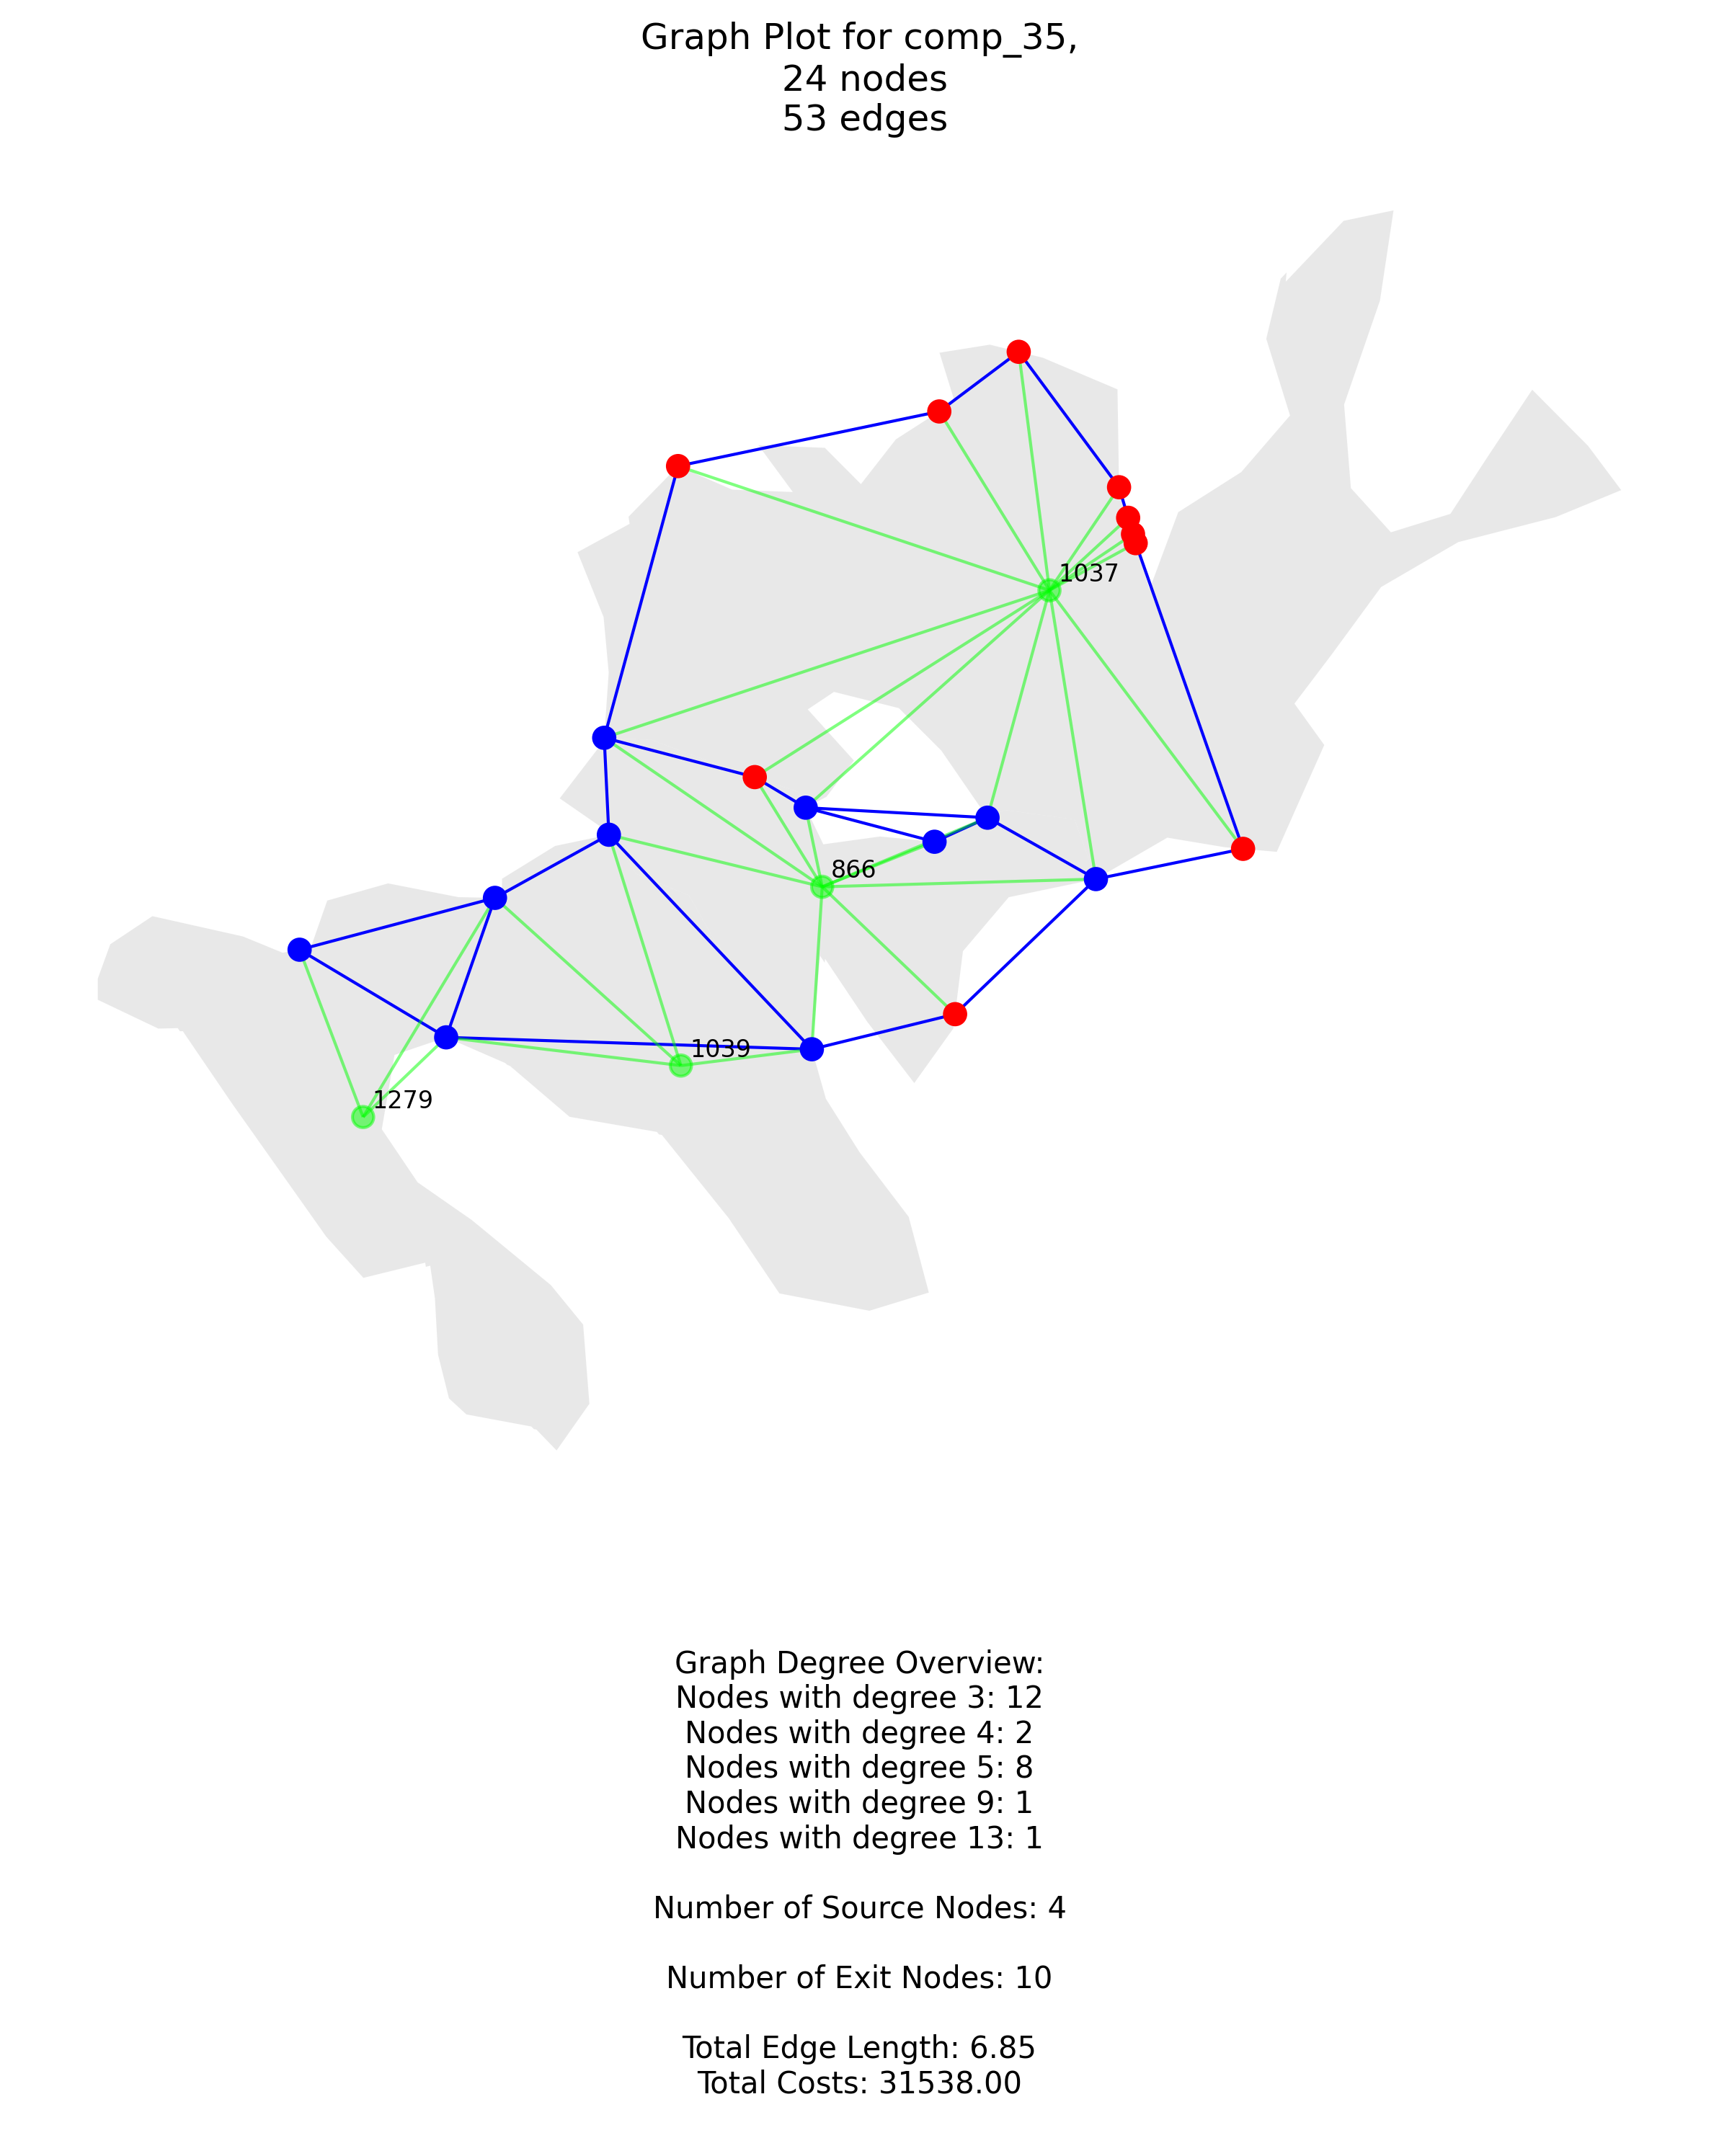 Graph Plot for comp_35,
24 nodes
53 edges
1037
866
1039
1279
Graph Degree Overview:
Nodes with degree 3: 12
Nodes with degree 4: 2
Nodes with degree 5: 8
Nodes with degree 9: 1
Nodes with degree 13: 1
Number of Source Nodes: 4
Number of Exit Nodes: 10
Total Edge Length: 6.85
Total Costs: 31538.00